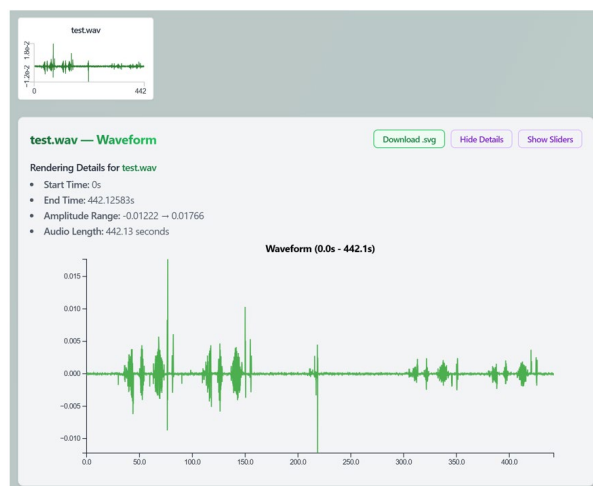 test.wav
-1.2e-2 1.8e-2
0 442
test.wav — Waveform
Download .svg Hide Details Show Sliders
Rendering Details for test.wav
• Start Time: 0s
• End Time: 442.12583s
• Amplitude Range: -0.01222 → 0.01766
• Audio Length: 442.13 seconds
Waveform (0.0s - 442.1s)
0.015
0.010
0.005
0.000
−0.005
−0.010
0.0 50.0 100.0 150.0 200.0 250.0 300.0 350.0 400.0